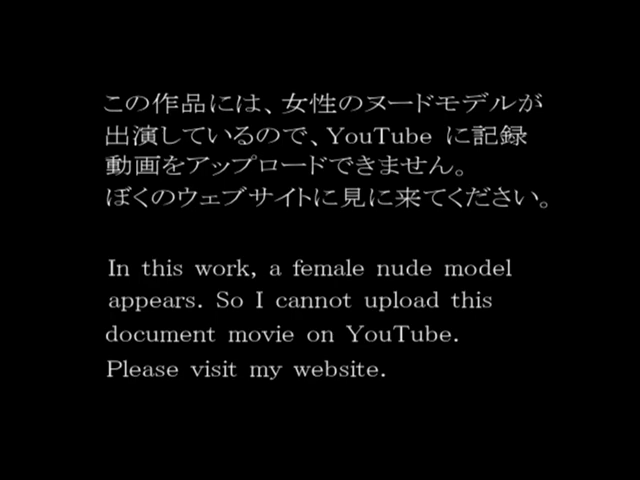 この作品には、女性のヌードモデルが
出演しているので、YouTube に記録
動画をアップロードできません。
ぼくのウェブサイトに見に来てください。
In this work, a female nude model
appears. So I cannot upload this
document movie on YouTube.
Please visit my website.